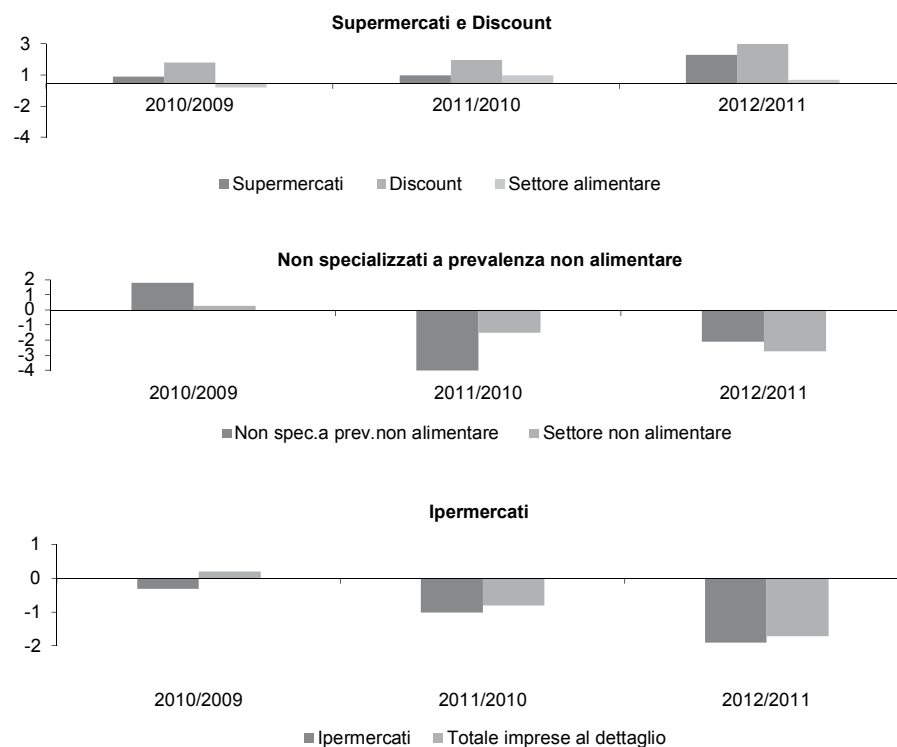 Supermercati e Discount
3
1
-2
-4
2010/2009 2011/2010 2012/2011
Supermercati Discount Settore alimentare
Non specializzati a prevalenza non alimentare
2
1
0
-1
-2
-3
-4
2010/2009 2011/2010 2012/2011
Non spec.a prev.non alimentare Settore non alimentare
Ipermercati
1
0
-1
-2
2010/2009 2011/2010 2012/2011
Ipermercati Totale imprese al dettaglio